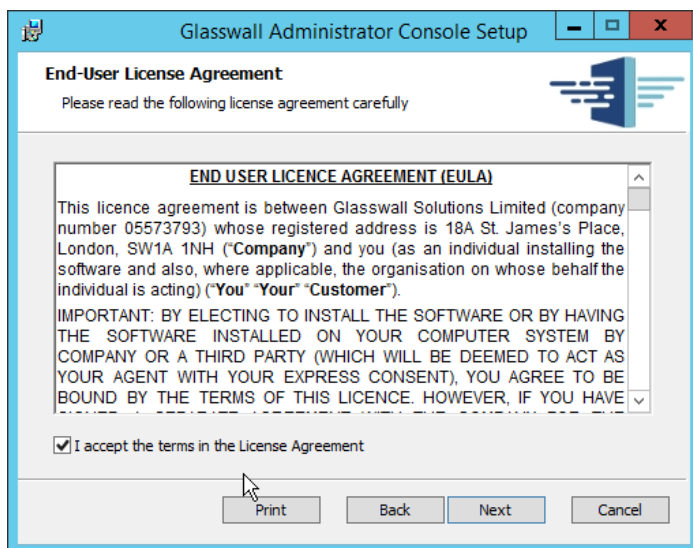 Glasswall Administrator Console Setup
End-User License Agreement
Please read the following license agreement carefully
END USER LICENCE AGREEMENT (EULA)
This licence agreement is between Glasswall Solutions Limited (company
number 05573793) whose registered address is 18A St. James's Place,
London, SW1A 1NH (“Company”) and you (as an individual installing the
software and also, where applicable, the organisation on whose behalf the
individual is acting) (“You” “Your” “Customer”).
IMPORTANT: BY ELECTING TO INSTALL THE SOFTWARE OR BY HAVING
THE SOFTWARE INSTALLED ON YOUR COMPUTER SYSTEM BY
COMPANY OR A THIRD PARTY (WHICH WILL BE DEEMED TO ACT AS
YOUR AGENT WITH YOUR EXPRESS CONSENT), YOU AGREE TO BE
BOUND BY THE TERMS OF THIS LICENCE. HOWEVER, IF YOU HAVE
I accept the terms in the License Agreement
Print Back Next Cancel